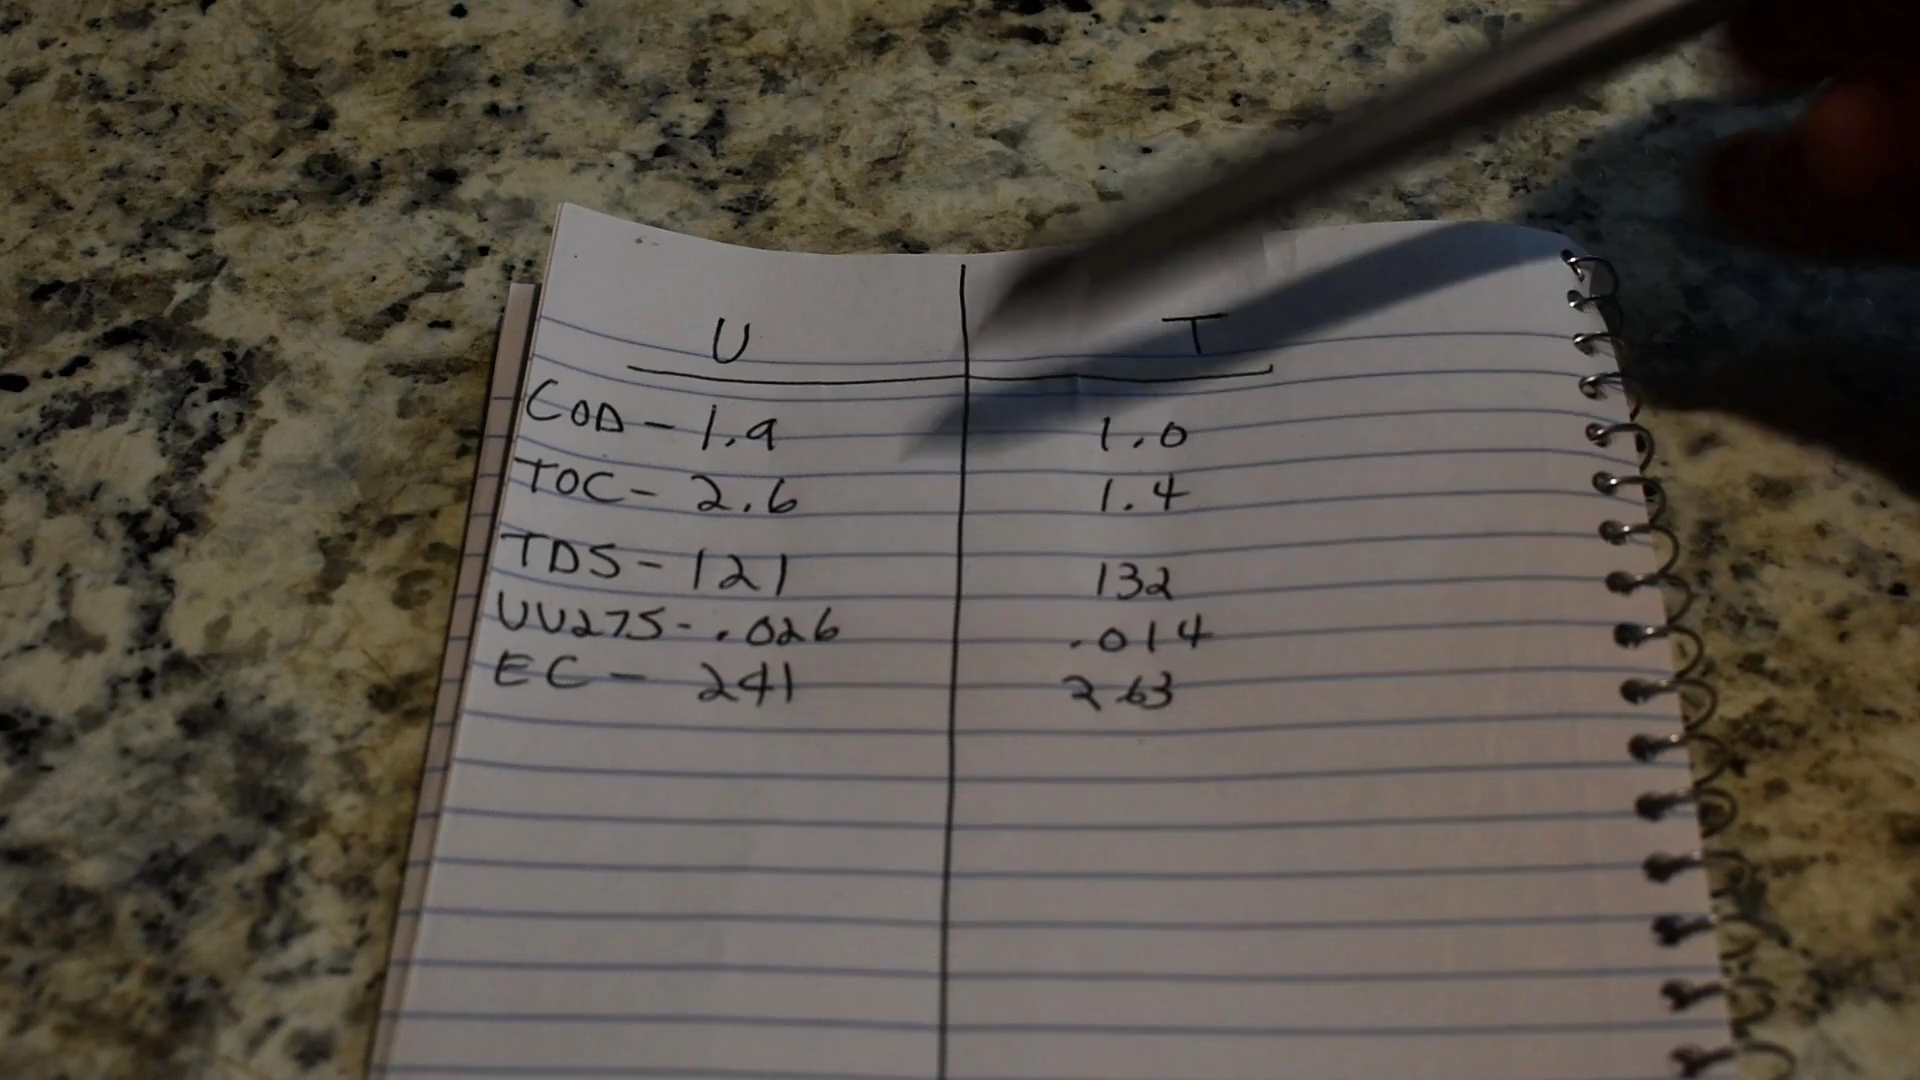 U T
COD - 1.9 1.0
TOC - 2.6 1.4
TDS - 121 132
UV275 - .026 .014
EC - 241 263